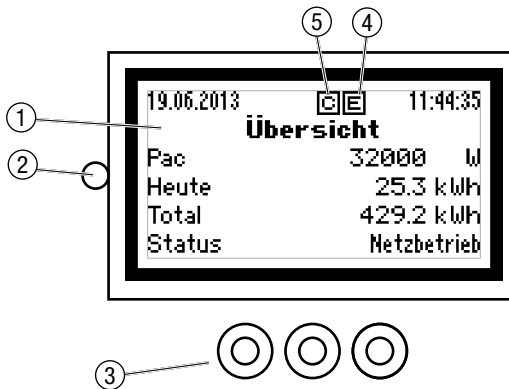 5 4
19.06.2013 C E 11:44:35
1
Übersicht
2
Pac 32000 W
Heute 25.3 kWh
Total 429.2 kWh
Status Netzbetrieb
3